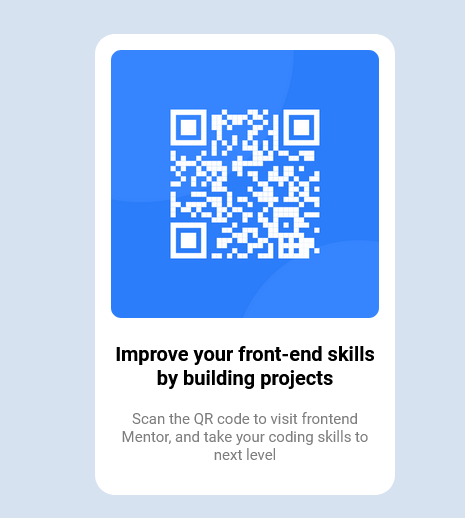 Improve your front-end skills
by building projects
Scan the QR code to visit frontend
Mentor, and take your coding skills to
next level